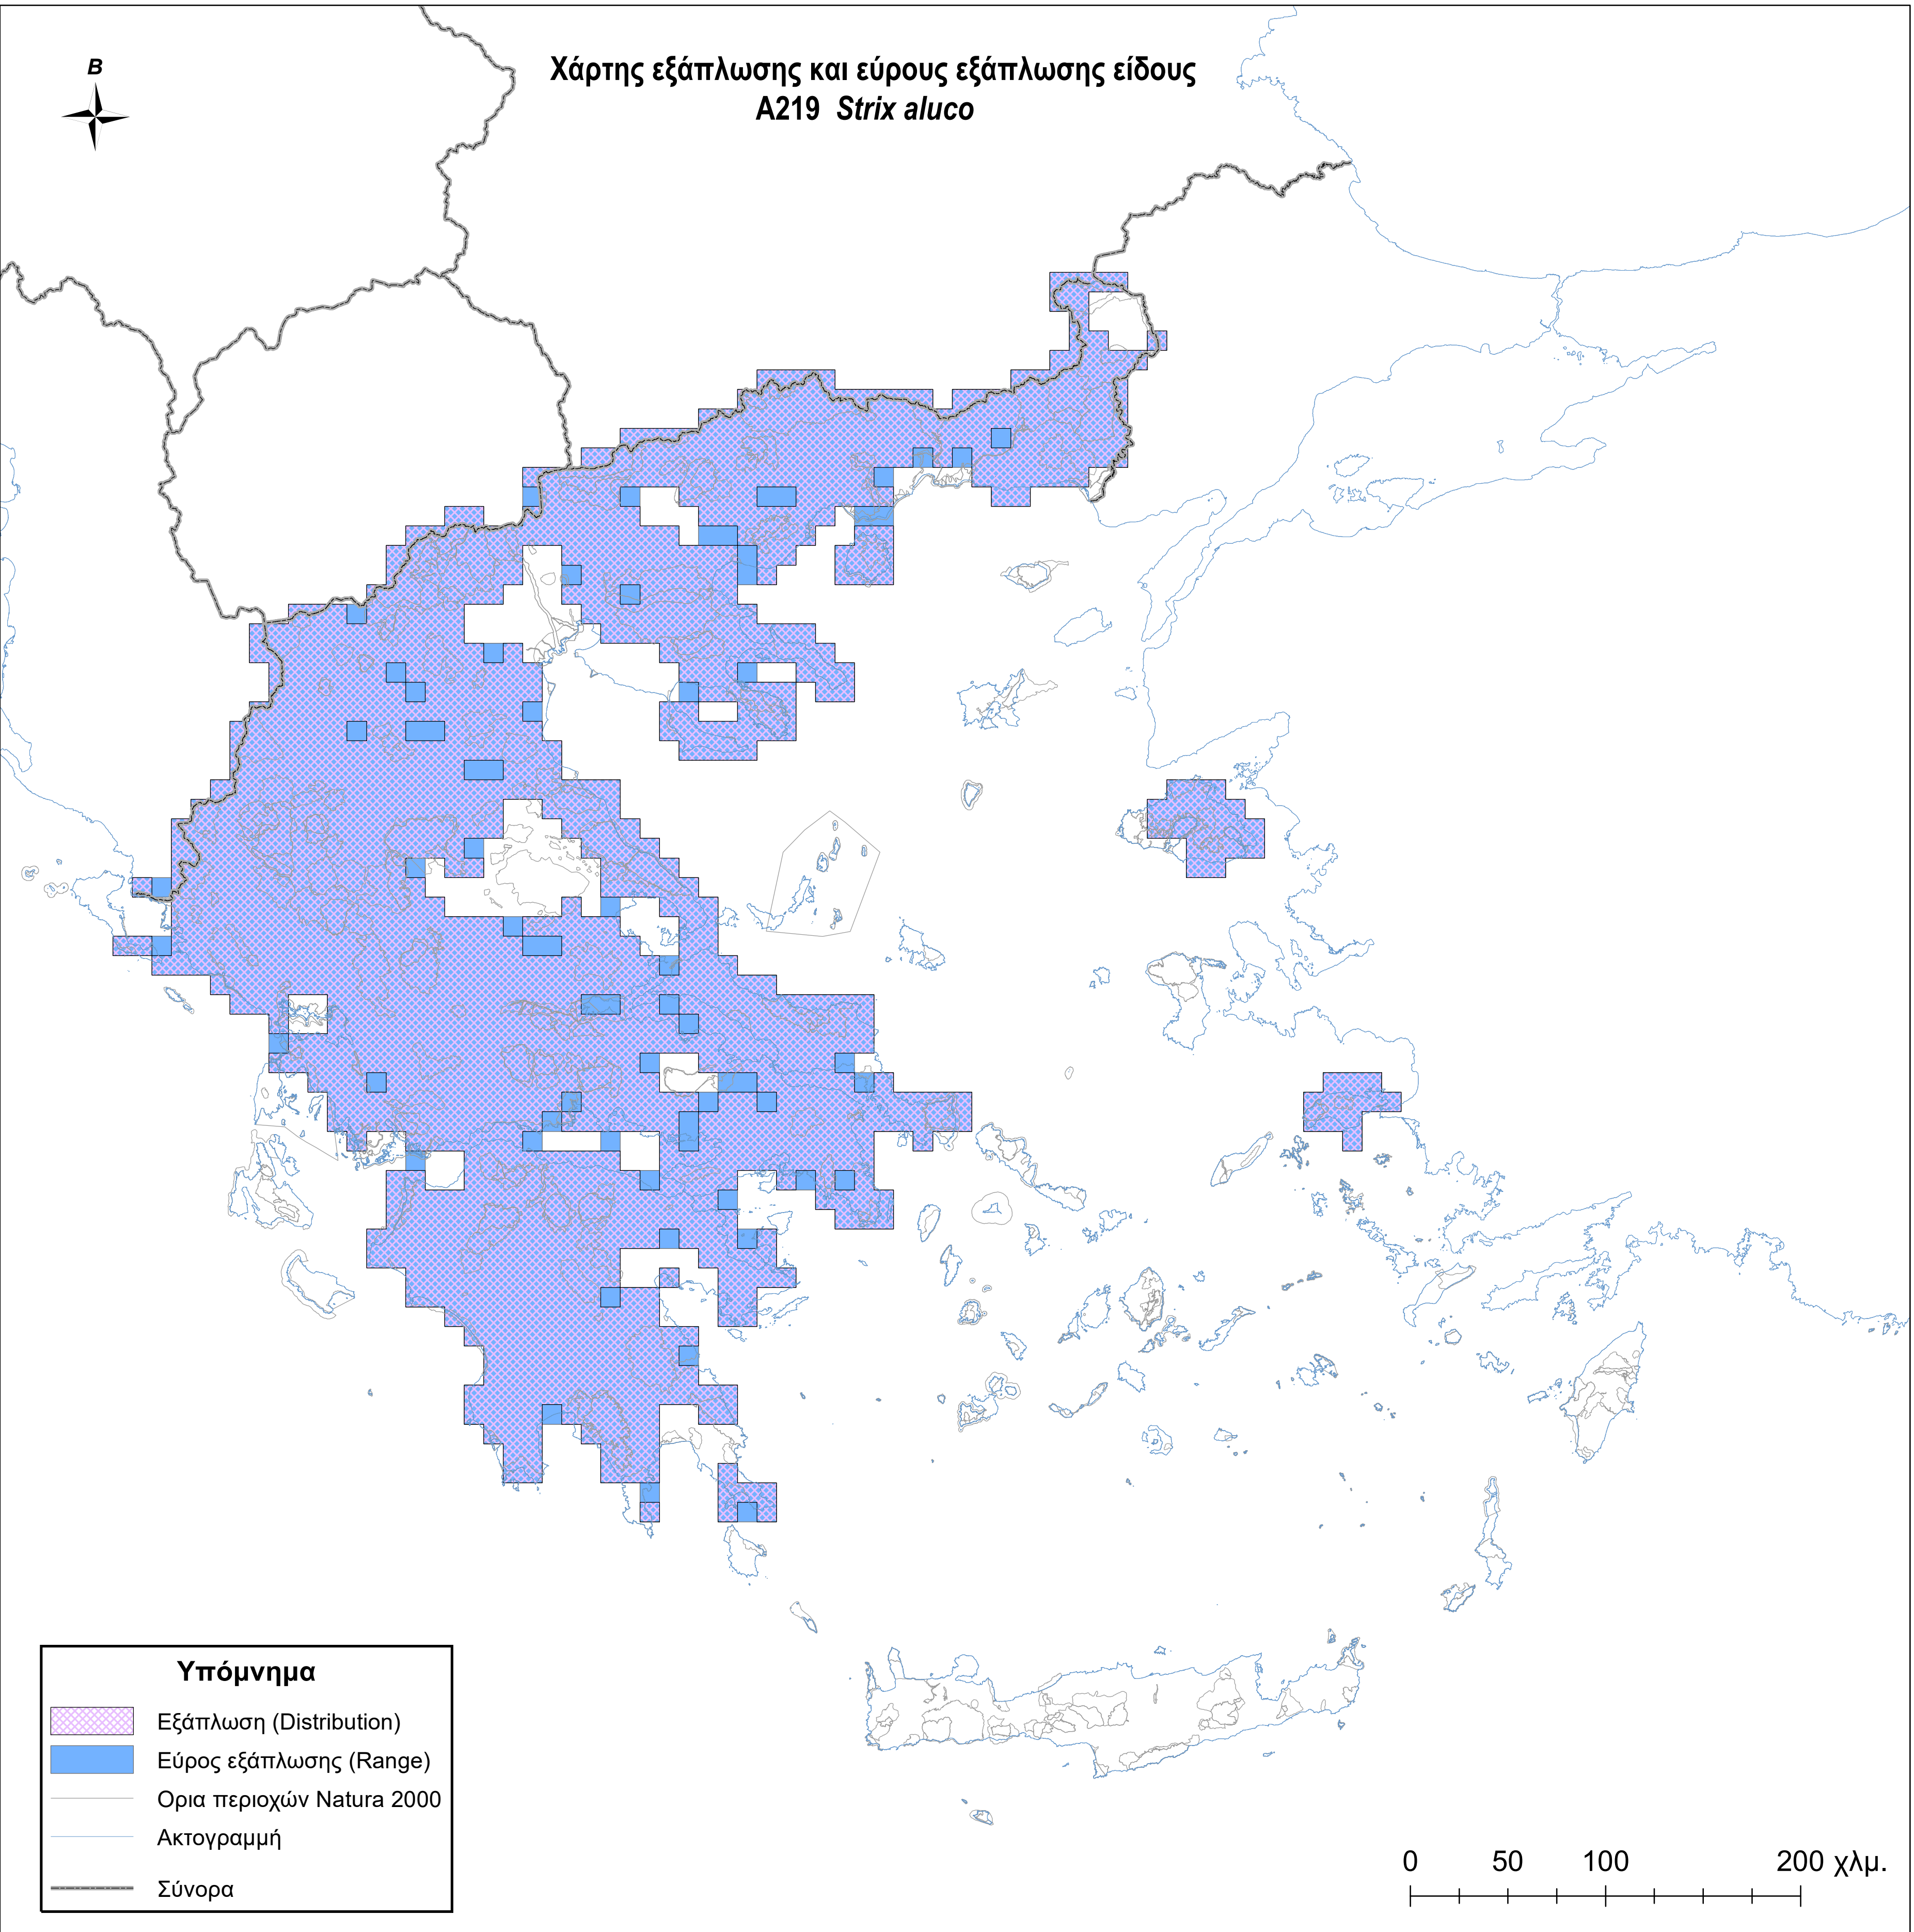 Χάρτης εξάπλωσης και εύρους εξάπλωσης είδους
A219 Strix aluco
B
Υπόμνημα
Εξάπλωση (Distribution)
Εύρος εξάπλωσης (Range)
Ορια περιοχών Natura 2000
Ακτογραμμή
Σύνορα
0 50 100 200 χλμ.